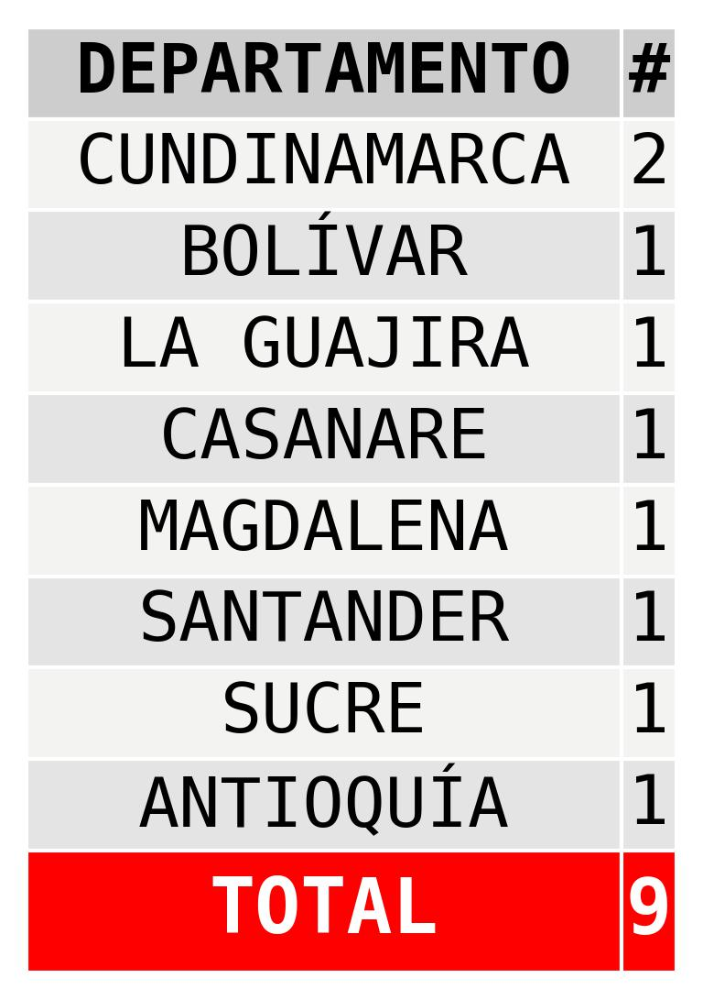 DEPARTAMENTO #
CUNDINAMARCA 2
BOLÍVAR 1
LA GUAJIRA 1
CASANARE 1
MAGDALENA 1
SANTANDER 1
SUCRE 1
ANTIOQUÍA 1
TOTAL 9